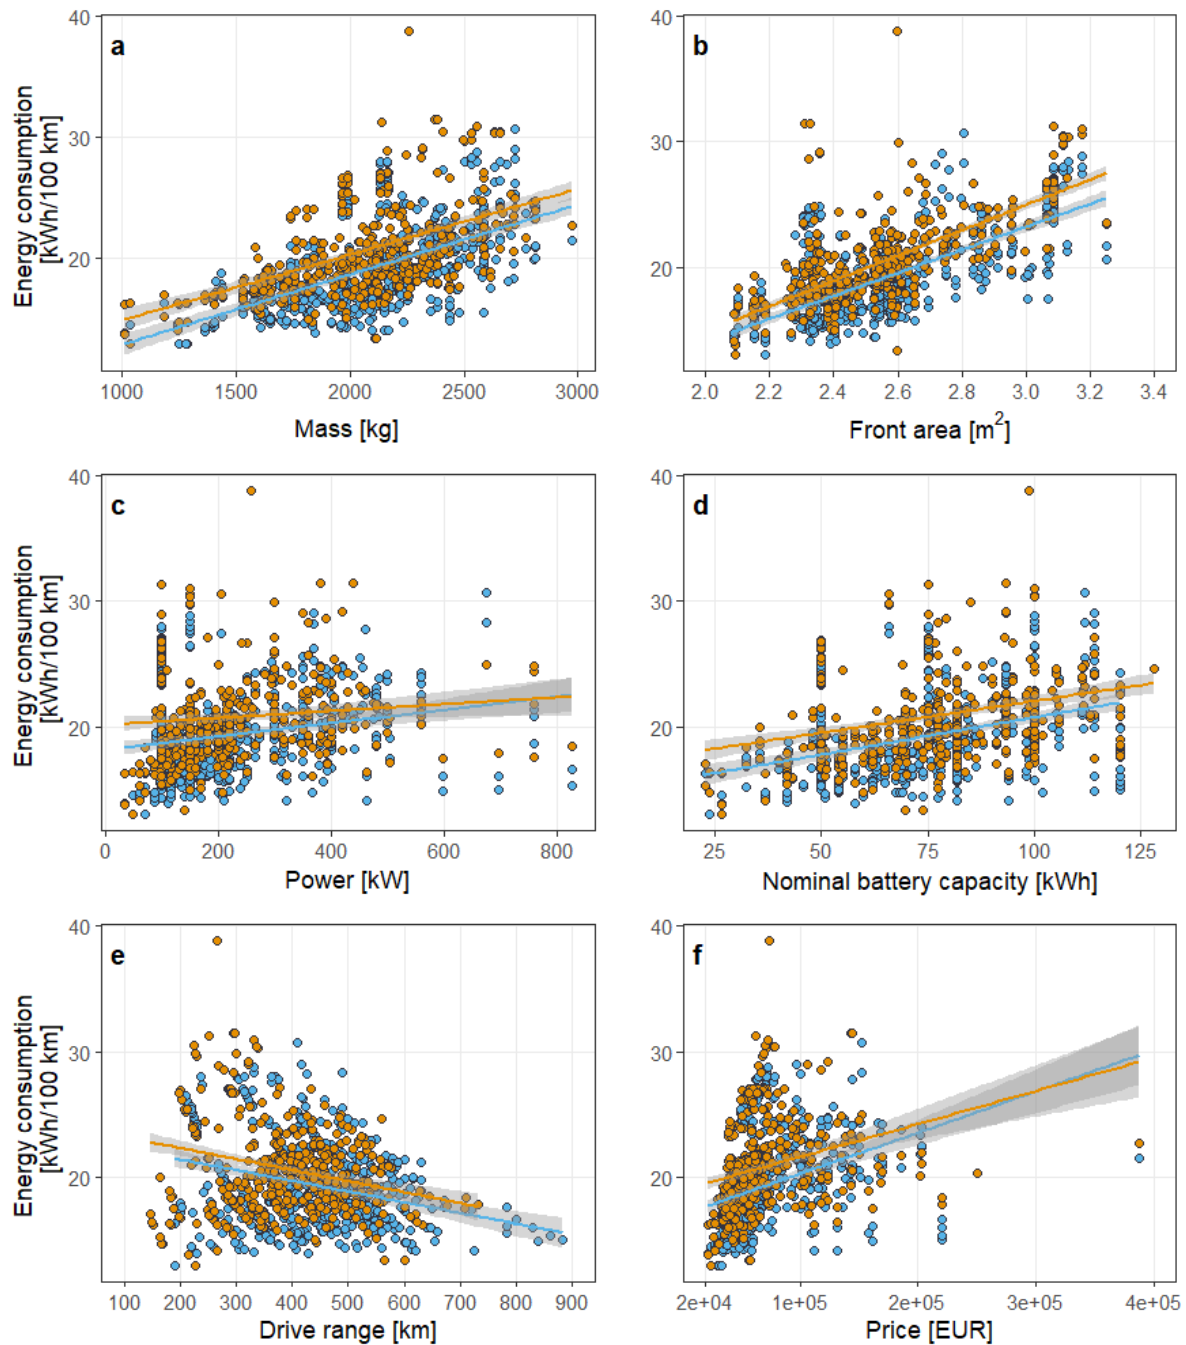 a
40
30
20
Energy consumption
[kWh/100 km]
1000 1500 2000 2500 3000
Mass [kg]
b
40
30
20
2.0 2.2 2.4 2.6 2.8 3.0 3.2 3.4
Front area [m²]
c
40
30
20
Energy consumption
[kWh/100 km]
0 200 400 600 800
Power [kW]
d
40
30
20
25 50 75 100 125
Nominal battery capacity [kWh]
e
40
30
20
Energy consumption
[kWh/100 km]
100 200 300 400 500 600 700 800 900
Drive range [km]
f
40
30
20
2e+04 1e+05 2e+05 3e+05 4e+05
Price [EUR]